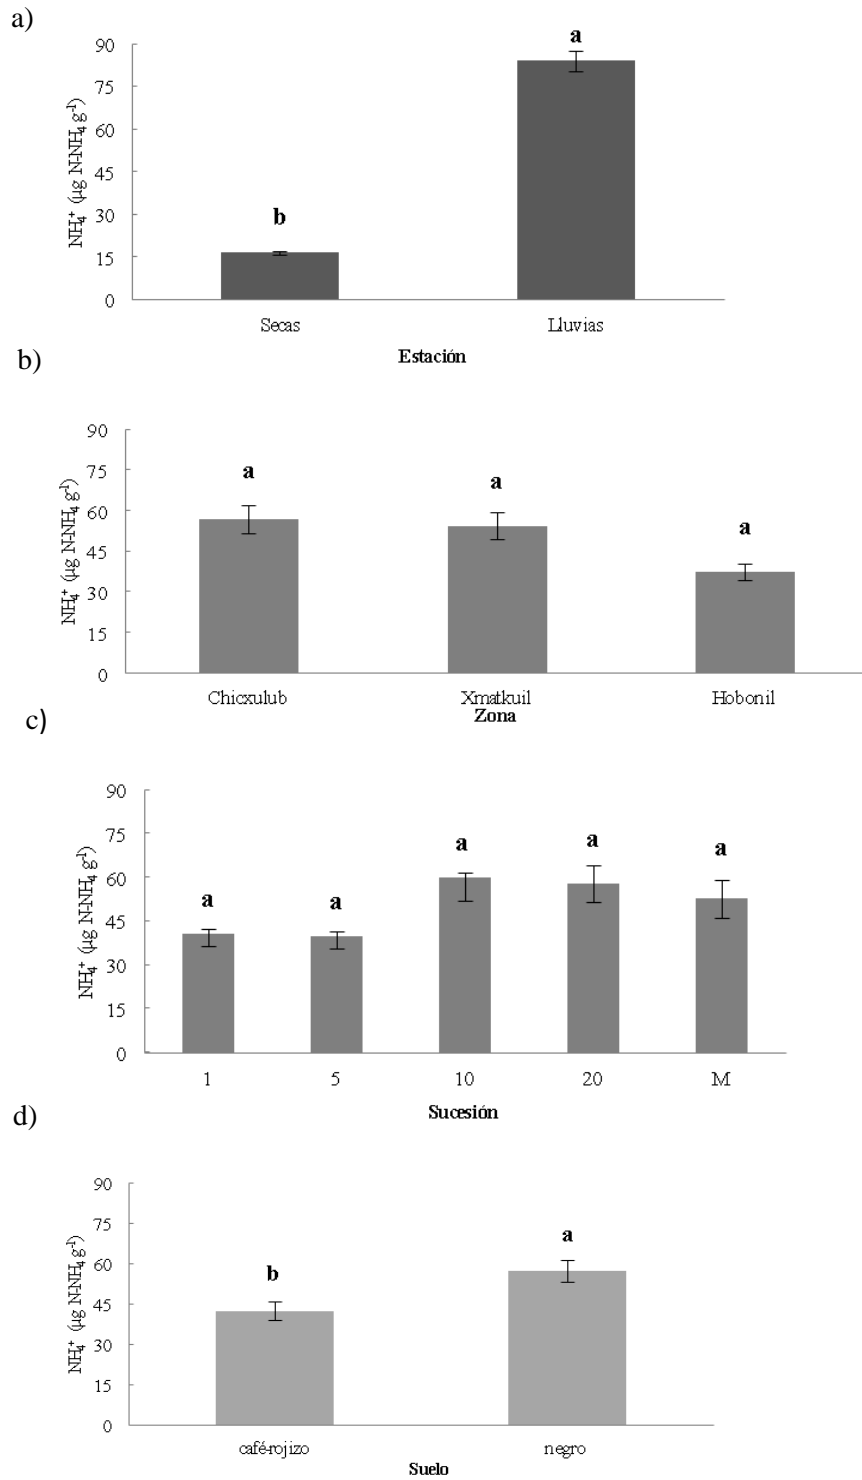 a)
NH₄⁺ (µg N-NH₄ g⁻¹)
90
75
60
45
30
15
0
b
a
Secas
Lluvias
Estación
b)
NH₄⁺ (µg N-NH₄ g⁻¹)
90
75
60
45
30
15
0
a
a
a
Chicxulub
Xmatkuil
Hobonil
Zona
c)
NH₄⁺ (µg N-NH₄ g⁻¹)
90
75
60
45
30
15
0
a
a
a
a
a
1
5
10
20
M
Sucesión
d)
NH₄⁺ (µg N-NH₄ g⁻¹)
90
75
60
45
30
15
0
b
a
café-rojizo
negro
Suelo